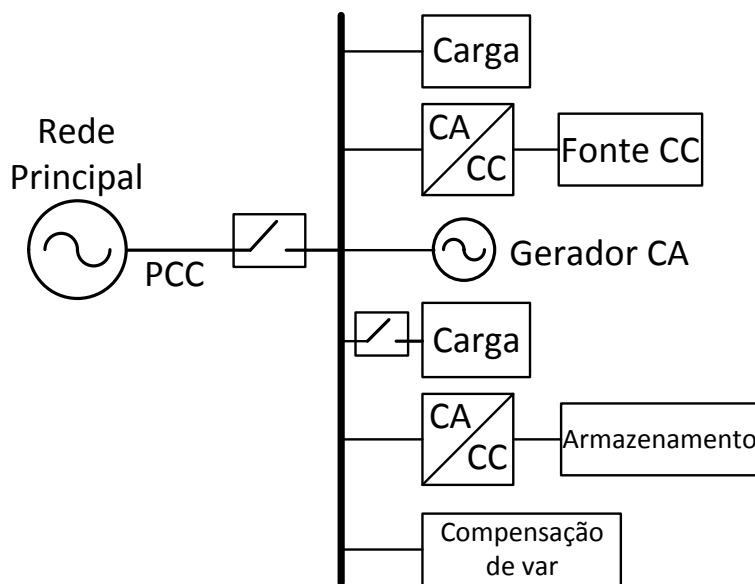 Carga
CA
CC
Fonte CC
Rede
Principal
PCC
Gerador CA
Carga
CA
CC
Armazenamento
Compensação
de var